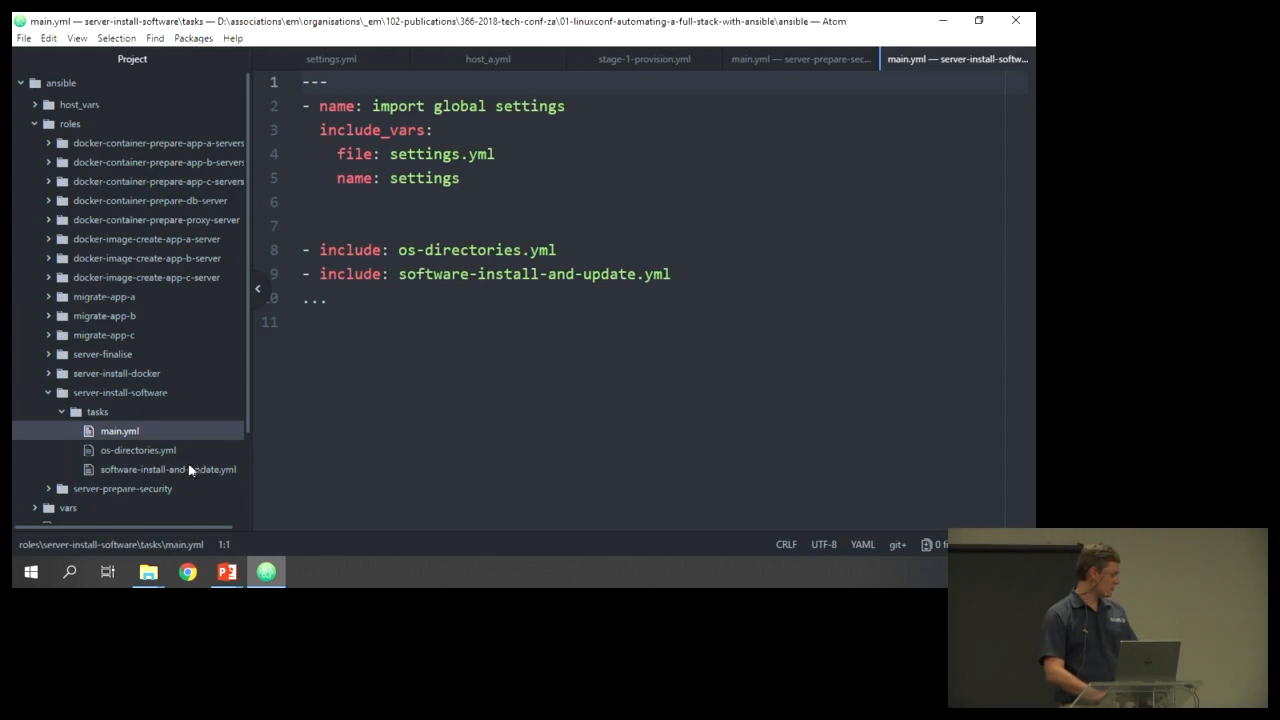 main.yml — server-install-software\tasks — D:\associations\em\organisations\_em\102-publications\366-2018-tech-conf-za\01-linuxconf-automating-a-full-stack-with-ansible\ansible — Atom
File Edit View Selection Find Packages Help
Project
settings.yml host_a.yml stage-1-provision.yml main.yml — server-prepare-sec... main.yml — server-install-softw...
ansible
host_vars
roles
docker-container-prepare-app-a-servers
docker-container-prepare-app-b-servers
docker-container-prepare-app-c-servers
docker-container-prepare-db-server
docker-container-prepare-proxy-server
docker-image-create-app-a-server
docker-image-create-app-b-server
docker-image-create-app-c-server
migrate-app-a
migrate-app-b
migrate-app-c
server-finalise
server-install-docker
server-install-software
tasks
main.yml
os-directories.yml
software-install-and-update.yml
server-prepare-security
vars
1 ---
2 - name: import global settings
3 include_vars:
4 file: settings.yml
5 name: settings
6
7
8 - include: os-directories.yml
9 - include: software-install-and-update.yml
10 ...
11
roles\server-install-software\tasks\main.yml 1:1 CRLF UTF-8 YAML git+ 0 fi